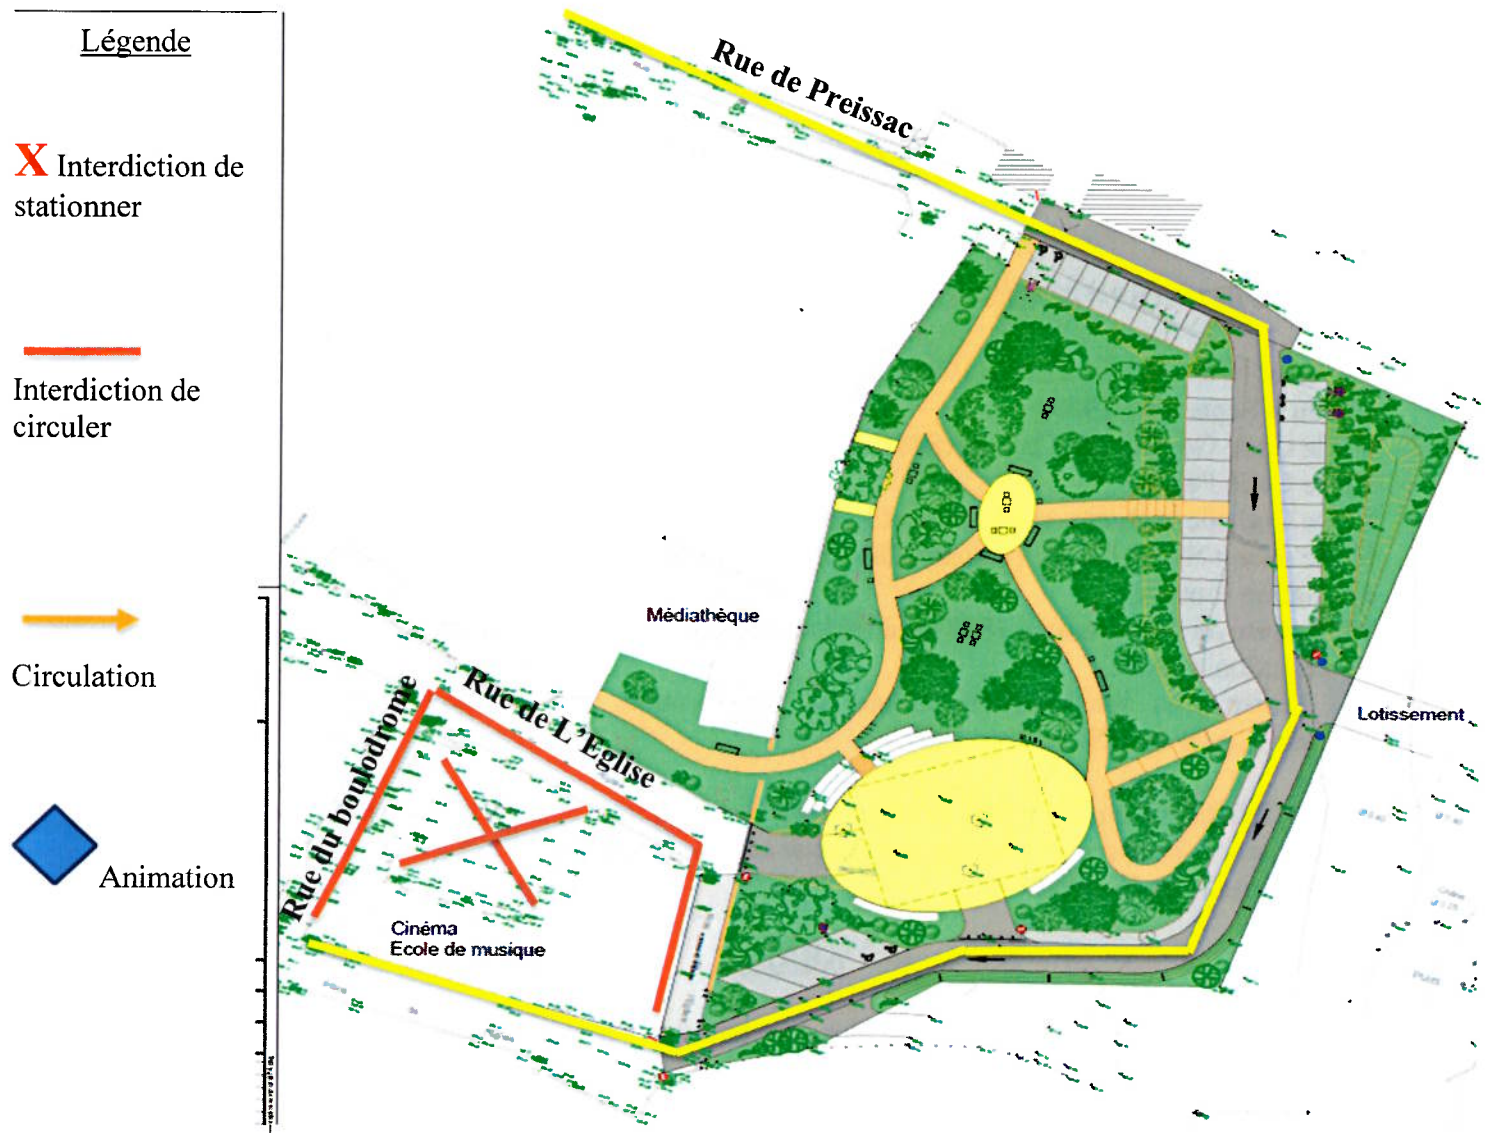 Légende
X Interdiction de
stationner
Interdiction de
circuler
Circulation
Animation
Rue de Preissac
Médiathèque
Rue de L'Eglise
Rue du boulodrome
Cinéma
Ecole de musique
Lotissement